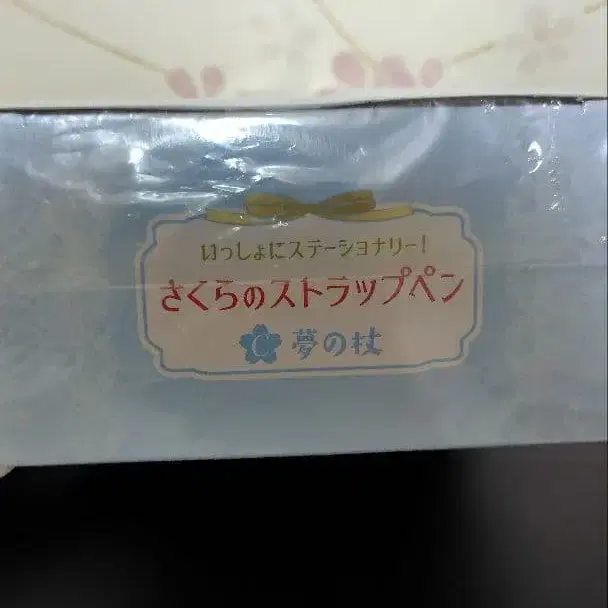 いっしょにステーショナリー!
さくらのストラップペン
C 夢の杖